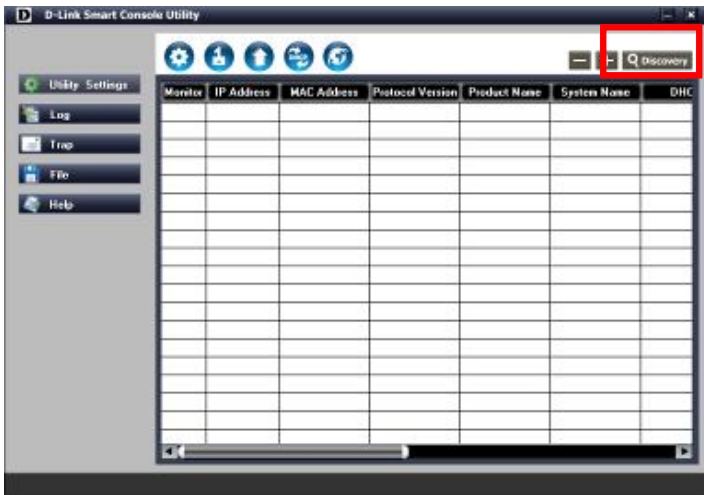 D D-Link Smart Console Utility
Discovery
Utility Settings
Monitor IP Address MAC Address Protocol Version Product Name System Name DHC
Log
Trap
File
Help